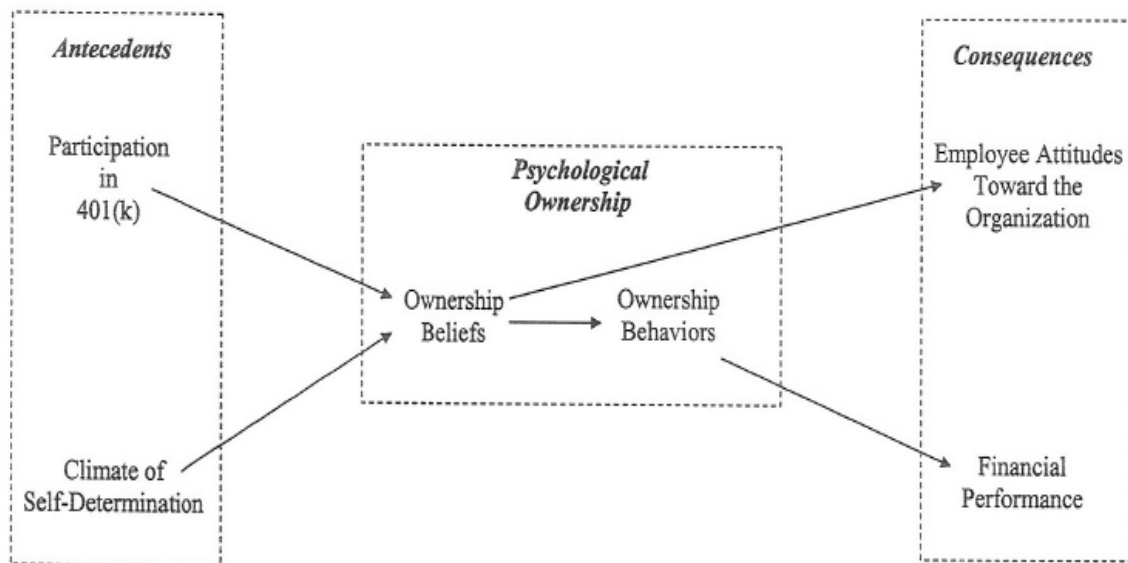 Antecedents
Participation
in
401(k)
Climate of
Self-Determination
Psychological
Ownership
Ownership
Beliefs
Ownership
Behaviors
Consequences
Employee Attitudes
Toward the
Organization
Financial
Performance